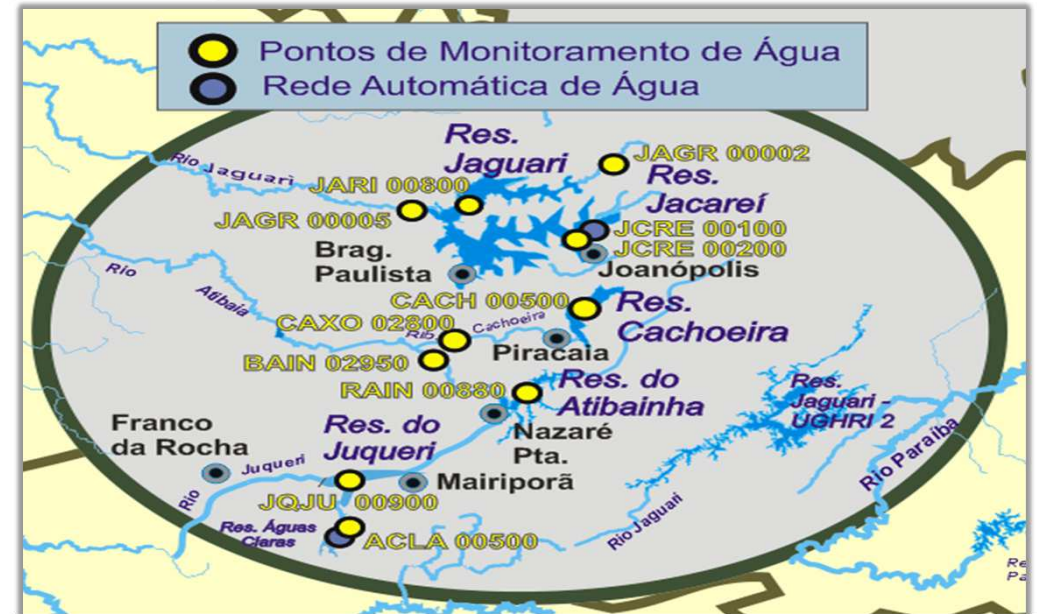 Pontos de Monitoramento de Água
Rede Automática de Água
Res.
Jaguari
JAGR 00002
Rio Jaguari
Res.
Jacareí
JARI 00800
JAGR 00005
JCRE 00100
JCRE 00200
Brag.
Paulista
Joanópolis
Rio
Atibaia
CACH 00500
Res.
Cachoeira
CAXO 02800
Rib. Cachoeira
Piracaia
BAIN 02950
RAIN 00880
Res. do
Atibainha
Res.
Jaguari -
UGHRI 2
Franco
da Rocha
Res. do
Juqueri
Nazaré
Pta.
Rio Paraíba
Juqueri
Rio
Mairiporã
JQJU 00900
Res. Águas
Claras
ACLA 00500
Rio Jaguari
Re
Pa